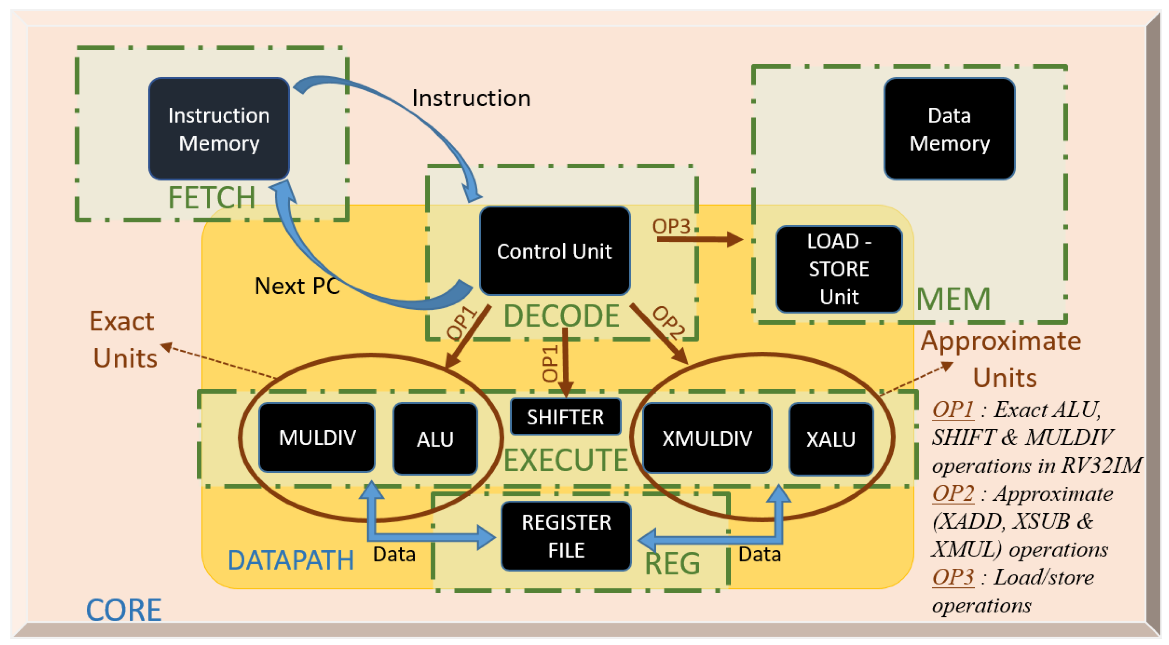 Instruction
Memory
FETCH
Instruction
Data
Memory
Next PC
Control Unit
DECODE
OP3
LOAD -
STORE
Unit
MEM
OP1
OP1
OP2
Exact
Units
Approximate
Units
MULDIV
ALU
SHIFTER
XMULDIV
XALU
EXECUTE
REGISTER
FILE
REG
Data
Data
DATAPATH
CORE
OP1 : Exact ALU,
SHIFT & MULDIV
operations in RV32IM
OP2 : Approximate
(XADD, XSUB &
XMUL) operations
OP3 : Load/store
operations